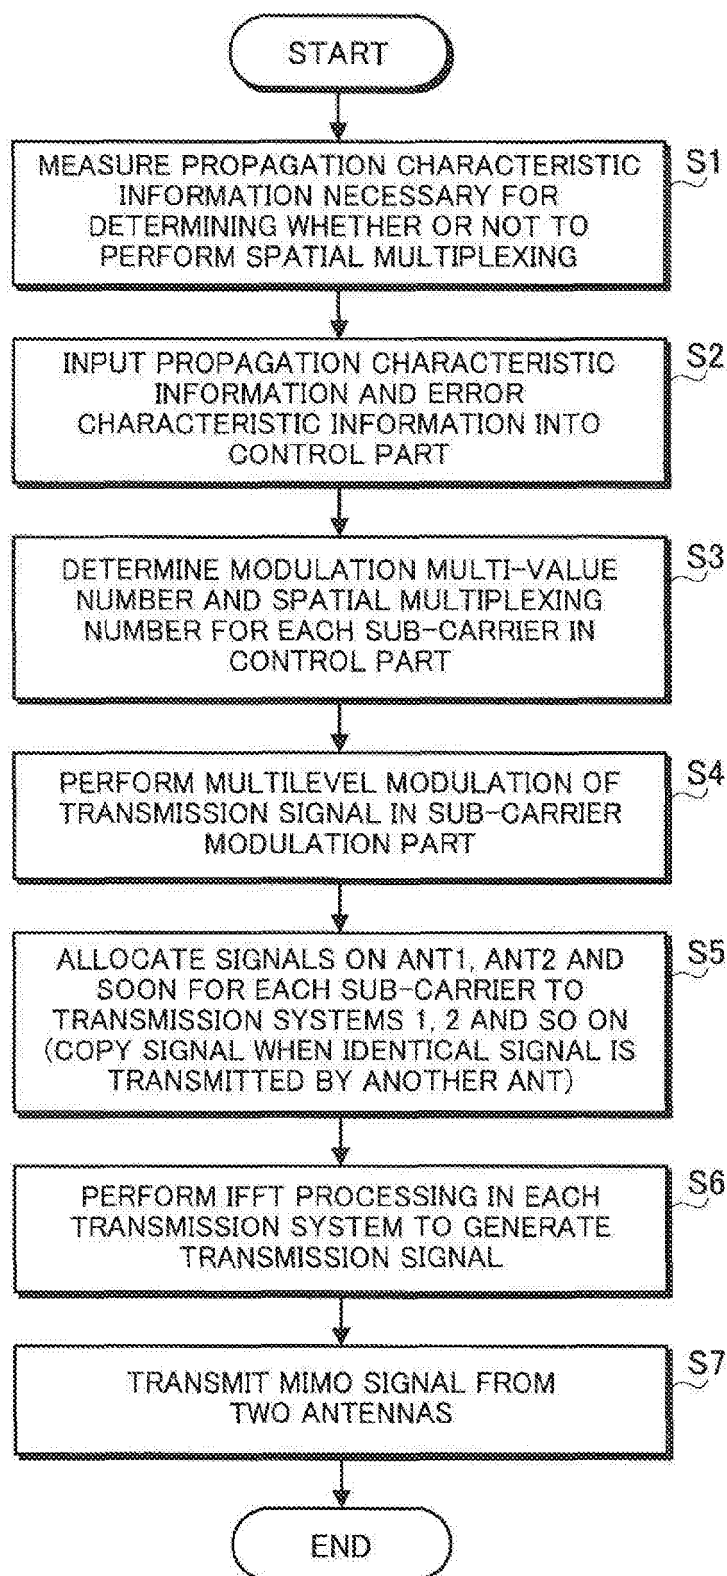 START
S1
MEASURE PROPAGATION CHARACTERISTIC
INFORMATION NECESSARY FOR
DETERMINING WHETHER OR NOT TO
PERFORM SPATIAL MULTIPLEXING
S2
INPUT PROPAGATION CHARACTERISTIC
INFORMATION AND ERROR
CHARACTERISTIC INFORMATION INTO
CONTROL PART
S3
DETERMINE MODULATION MULTI-VALUE
NUMBER AND SPATIAL MULTIPLEXING
NUMBER FOR EACH SUB-CARRIER IN
CONTROL PART
S4
PERFORM MULTILEVEL MODULATION OF
TRANSMISSION SIGNAL IN SUB-CARRIER
MODULATION PART
S5
ALLOCATE SIGNALS ON ANT1, ANT2 AND
SOON FOR EACH SUB-CARRIER TO
TRANSMISSION SYSTEMS 1, 2 AND SO ON
(COPY SIGNAL WHEN IDENTICAL SIGNAL IS
TRANSMITTED BY ANOTHER ANT)
S6
PERFORM IFFT PROCESSING IN EACH
TRANSMISSION SYSTEM TO GENERATE
TRANSMISSION SIGNAL
S7
TRANSMIT MIMO SIGNAL FROM
TWO ANTENNAS
END